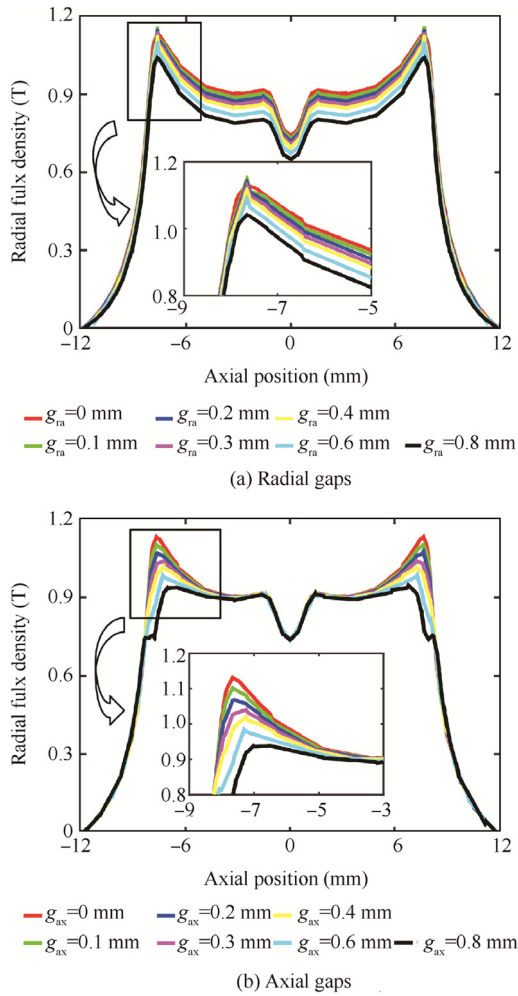 1.2
0.9
0.6
0.3
0
Radial fulx density (T)
1.2
1.1
1.0
0.9
0.8
-9 -7 -5
−12 −6 0 6 12
Axial position (mm)
g_ra=0 mm g_ra=0.2 mm g_ra=0.4 mm
g_ra=0.1 mm g_ra=0.3 mm g_ra=0.6 mm g_ra=0.8 mm
(a) Radial gaps
1.2
0.9
0.6
0.3
0
Radial fulx density (T)
1.2
1.1
1.0
0.9
0.8
-9 -7 -5 -3
−12 −6 0 6 12
Axial position (mm)
g_ax=0 mm g_ax=0.2 mm g_ax=0.4 mm
g_ax=0.1 mm g_ax=0.3 mm g_ax=0.6 mm g_ax=0.8 mm
(b) Axial gaps